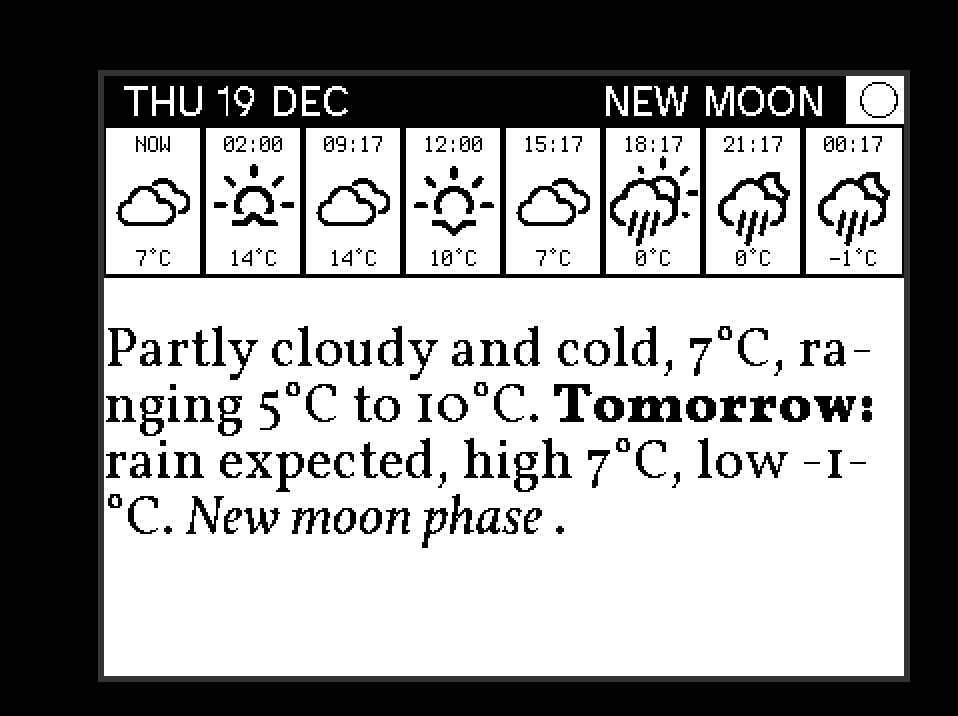 THU 19 DEC NEW MOON
NOW 02:00 09:17 12:00 15:17 18:17 21:17 00:17
7°C 14°C 14°C 10°C 7°C 0°C 0°C -1°C
Partly cloudy and cold, 7°C, ra-
nging 5°C to 10°C. Tomorrow:
rain expected, high 7°C, low -1-
°C. New moon phase .